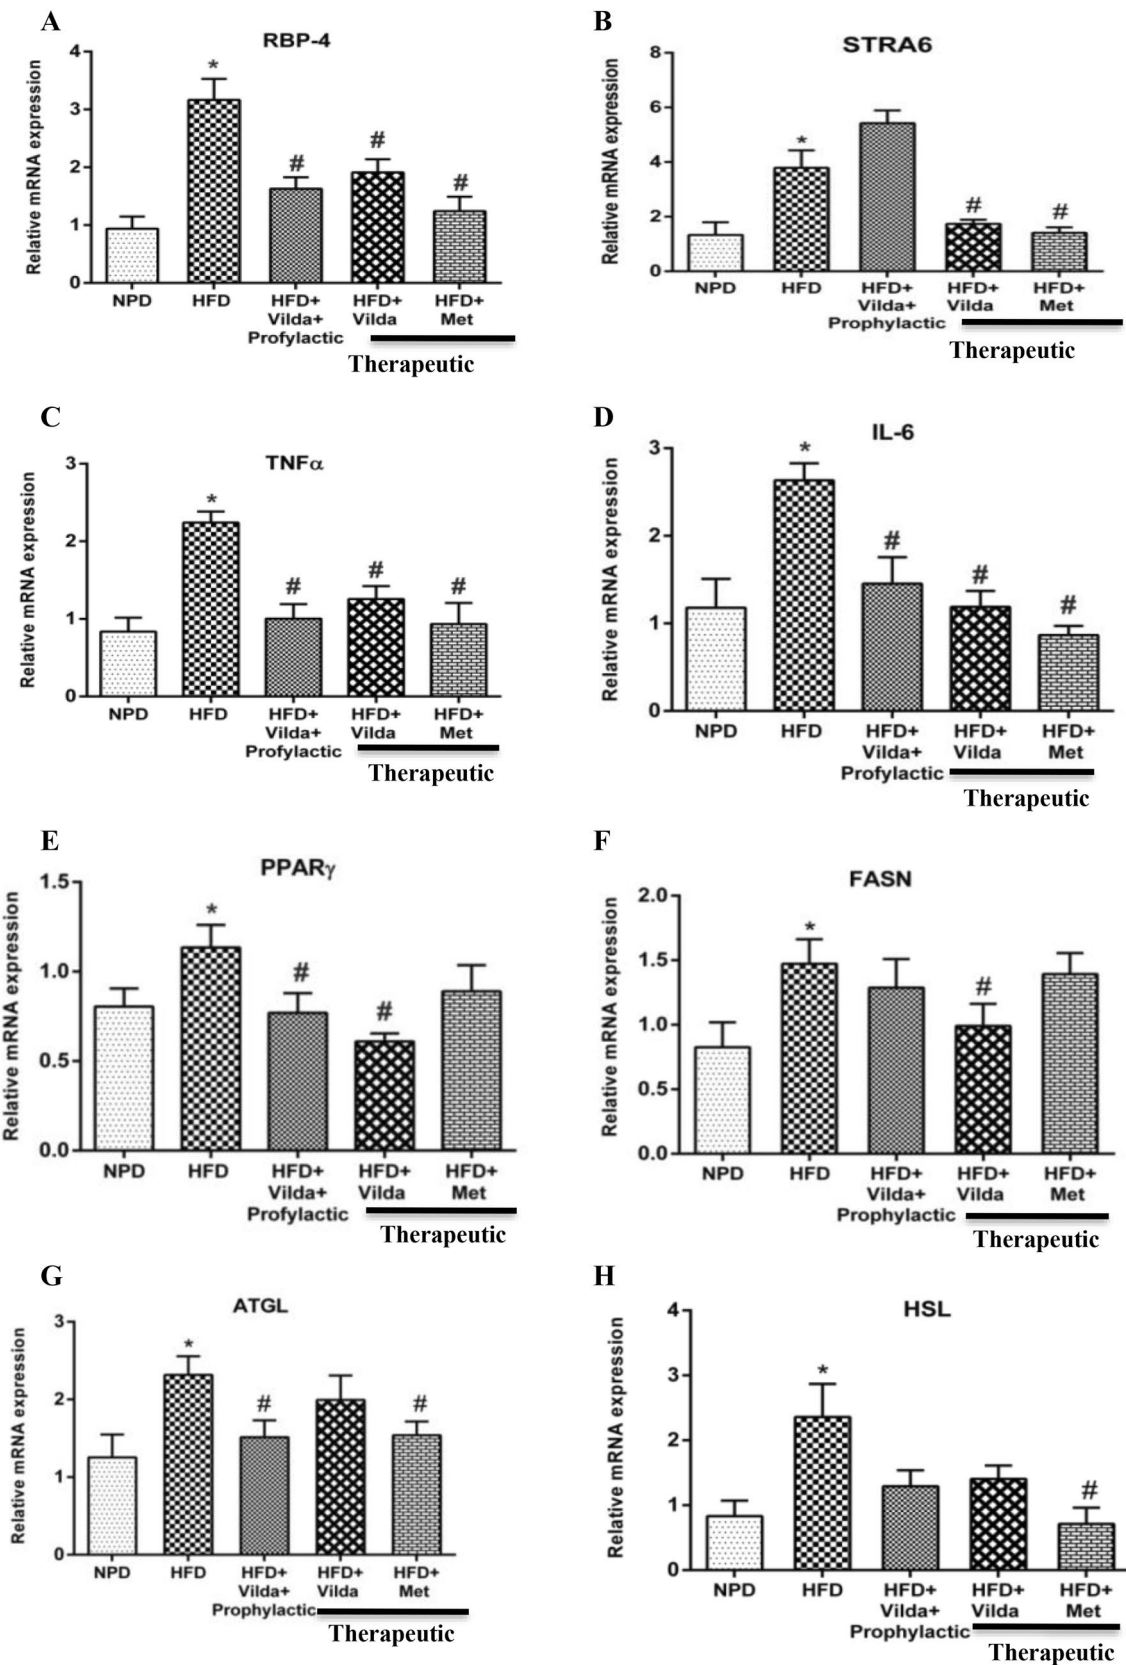 A
RBP-4
Relative mRNA expression
4
3
2
1
0
*
#
#
#
NPD
HFD
HFD+
Vilda+
Profylactic
HFD+
Vilda
HFD+
Met
Therapeutic
B
STRA6
Relative mRNA expression
8
6
4
2
0
*
#
#
NPD
HFD
HFD+
Vilda+
Prophylactic
HFD+
Vilda
HFD+
Met
Therapeutic
C
TNFα
Relative mRNA expression
3
2
1
0
*
#
#
#
NPD
HFD
HFD+
Vilda+
Profylactic
HFD+
Vilda
HFD+
Met
Therapeutic
D
IL-6
Relative mRNA expression
3
2
1
0
*
#
#
#
NPD
HFD
HFD+
Vilda+
Profylactic
HFD+
Vilda
HFD+
Met
Therapeutic
E
PPARγ
Relative mRNA expression
1.5
1.0
0.5
0.0
*
#
#
NPD
HFD
HFD+
Vilda+
Profylactic
HFD+
Vilda
HFD+
Met
Therapeutic
F
FASN
Relative mRNA expression
2.0
1.5
1.0
0.5
0.0
*
#
NPD
HFD
HFD+
Vilda+
Prophylactic
HFD+
Vilda
HFD+
Met
Therapeutic
G
ATGL
Relative mRNA expression
3
2
1
0
*
#
#
NPD
HFD
HFD+
Vilda+
Prophylactic
HFD+
Vilda
HFD+
Met
Therapeutic
H
HSL
Relative mRNA expression
4
3
2
1
0
*
#
NPD
HFD
HFD+
Vilda+
Prophylactic
HFD+
Vilda
HFD+
Met
Therapeutic